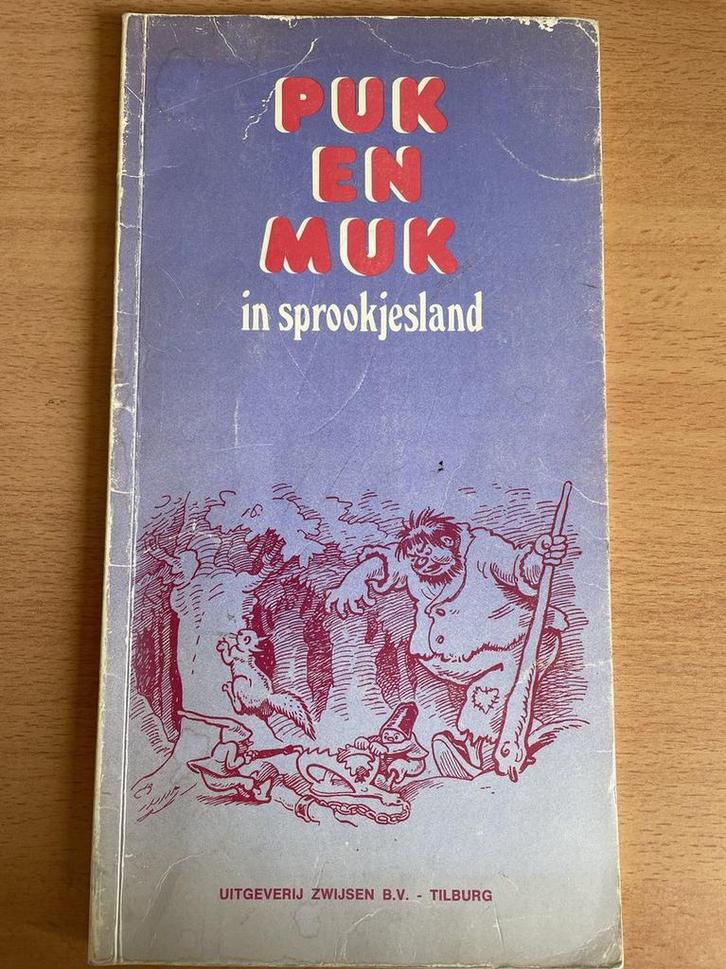 PUK
EN
MUK
in sprookjesland
UITGEVERIJ ZWIJSEN B.V. - TILBURG